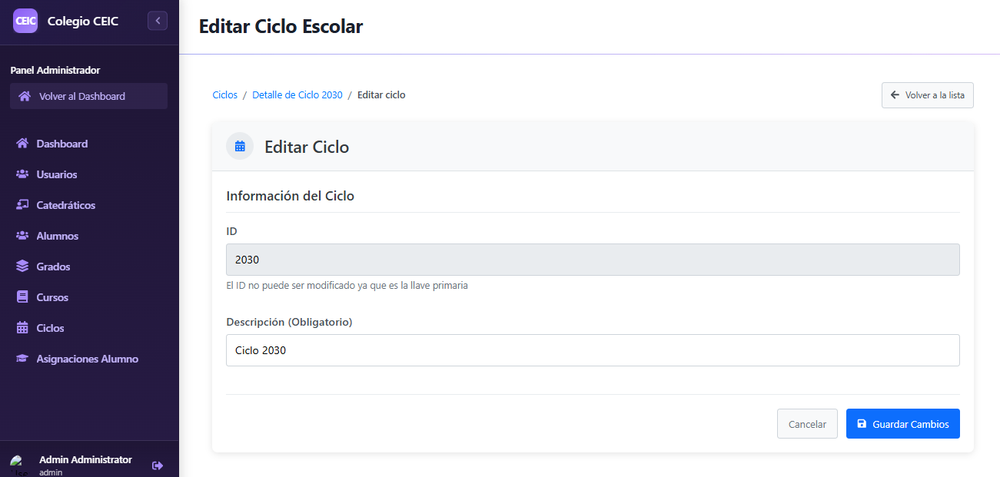 CEIC Colegio CEIC
Panel Administrador
Volver al Dashboard
Dashboard
Usuarios
Catedráticos
Alumnos
Grados
Cursos
Ciclos
Asignaciones Alumno
Admin Administrator
admin
Editar Ciclo Escolar
Ciclos / Detalle de Ciclo 2030 / Editar ciclo
Volver a la lista
Editar Ciclo
Información del Ciclo
ID
2030
El ID no puede ser modificado ya que es la llave primaria
Descripción (Obligatorio)
Ciclo 2030
Cancelar
Guardar Cambios